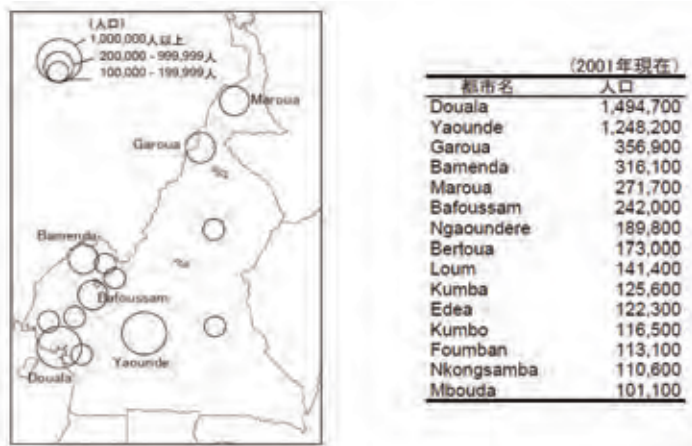 (人口)
1,000,000人以上
200,000 - 999,999人
100,000 - 199,999人
Maroua
Garoua
Bamenda
Bafoussam
Yaounde
Douala
(2001年現在)
都市名 人口
Douala 1,494,700
Yaounde 1,248,200
Garoua 356,900
Bamenda 316,100
Maroua 271,700
Bafoussam 242,000
Ngaoundere 189,800
Bertoua 173,000
Loum 141,400
Kumba 125,600
Edea 122,300
Kumbo 116,500
Foumban 113,100
Nkongsamba 110,600
Mbouda 101,100